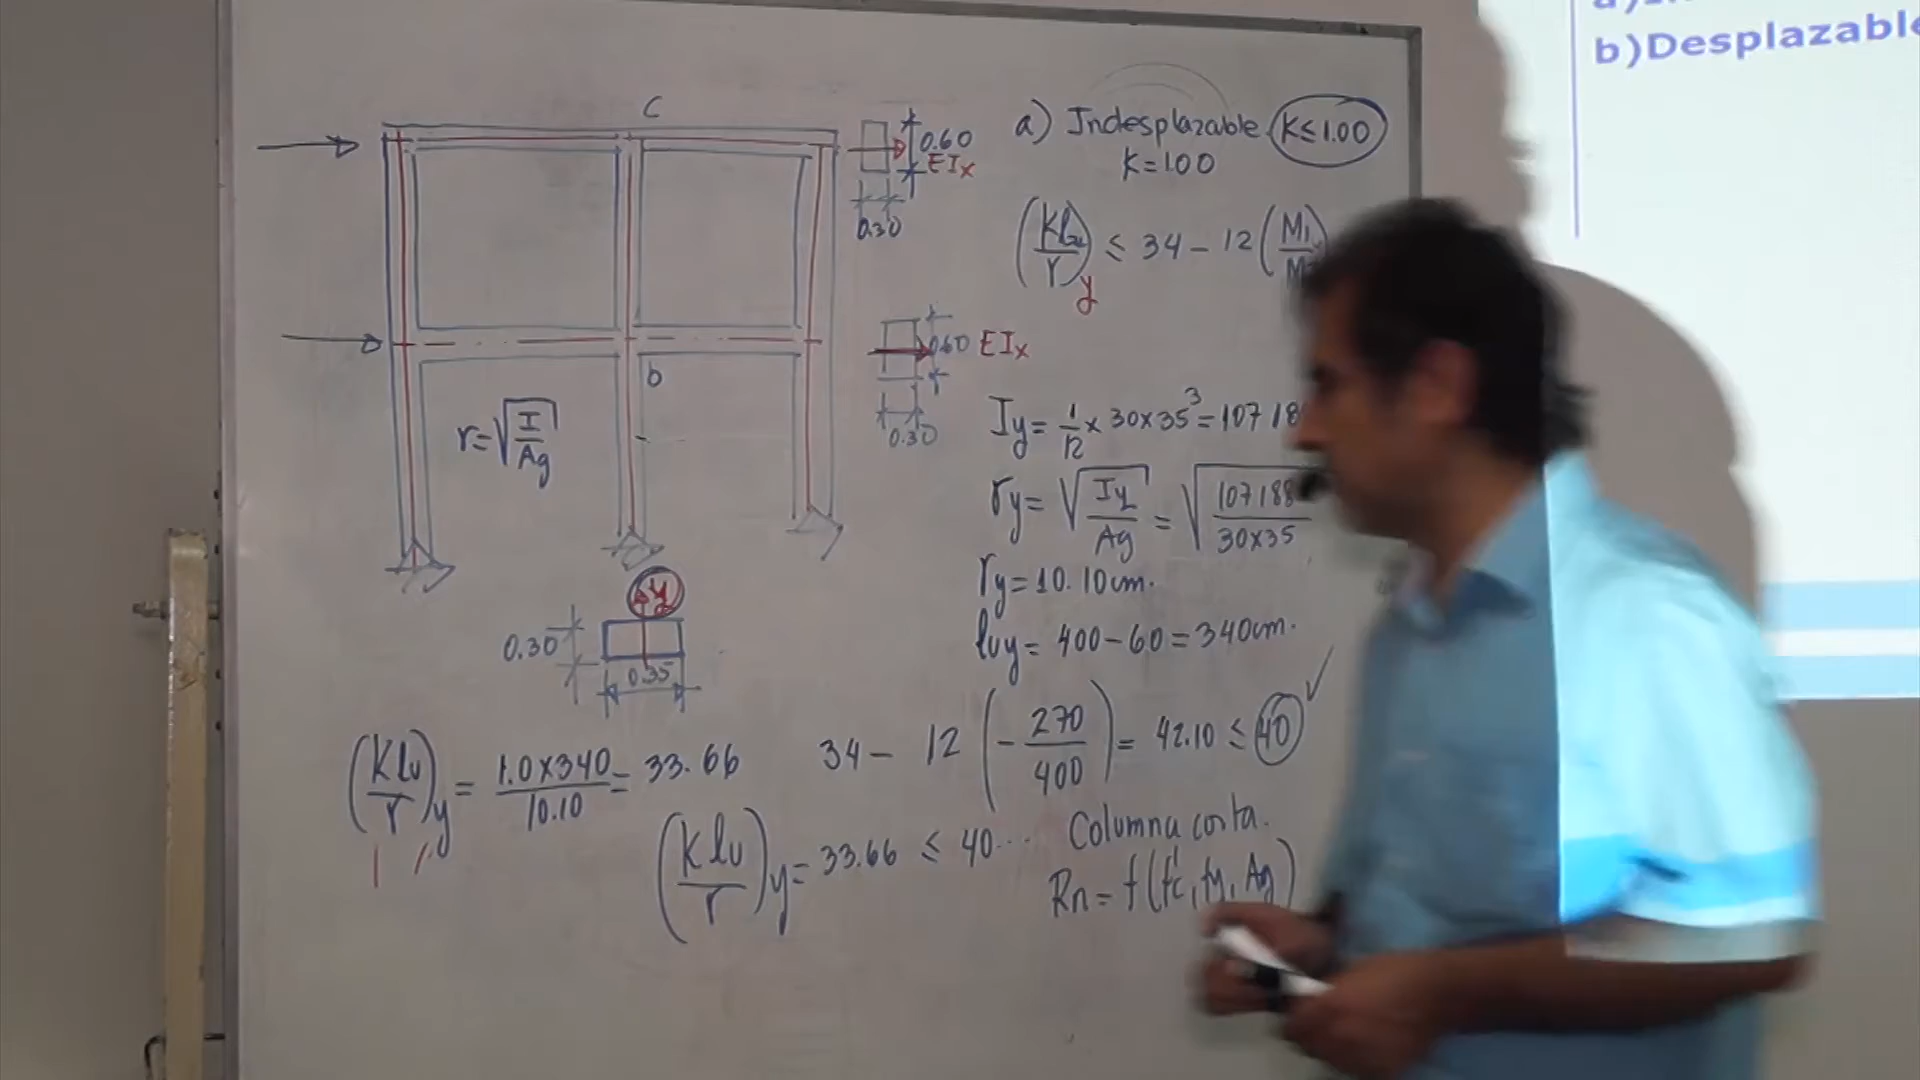 b)Desplazable
C
0.60
EIx
0.30
a) Indesplazable K≤1.00
K=1.00
(Klu/r)y ≤ 34 - 12 (M1/M
0.60 EIx
0.30
b
r=√(I/Ag)
Iy= 1/12 x 30x35³=107188
ry= √(Iy/Ag) = √(107188/30x35)
ry=10.10cm.
luy= 400-60=340cm.
y
0.30
0.35
(Klu/r)y = 1.0x340/10.10 = 33.66
34- 12 (-270/400) = 42.10 ≤ 40 ✓
(Klu/r)y= 33.66 ≤ 40... Columna corta.
Rn= f(f'c, fy, Ag)